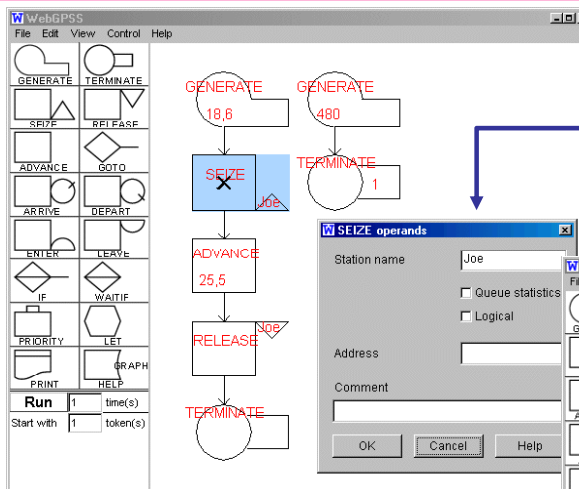 WebGPSS
File Edit View Control Help
GENERATE TERMINATE
SEIZE RELEASE
ADVANCE GOTO
ARRIVE DEPART
ENTER LEAVE
IF WAITIF
PRIORITY LET
GRAPH
PRINT HELP
Run 1 time(s)
Start with 1 token(s)
GENERATE
18,6
SEIZE
Joe
ADVANCE
25,5
Joe
RELEASE
TERMINATE
GENERATE
480
TERMINATE
1
SEIZE operands
Station name Joe
Queue statistics
Logical
Address
Comment
OK Cancel Help